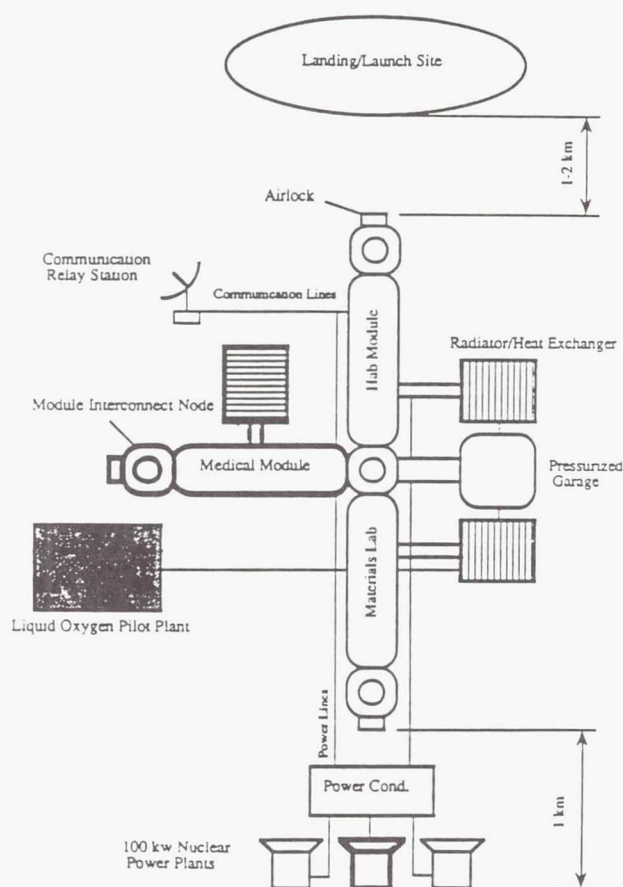 Landing/Launch Site
1-2 km
Airlock
Communication
Relay Station
Communication Lines
Hab Module
Radiator/Heat Exchanger
Module Interconnect Node
Medical Module
Pressurized
Garage
Materials Lab
Liquid Oxygen Pilot Plant
Power Lines
Power Cond.
1 km
100 kw Nuclear
Power Plants